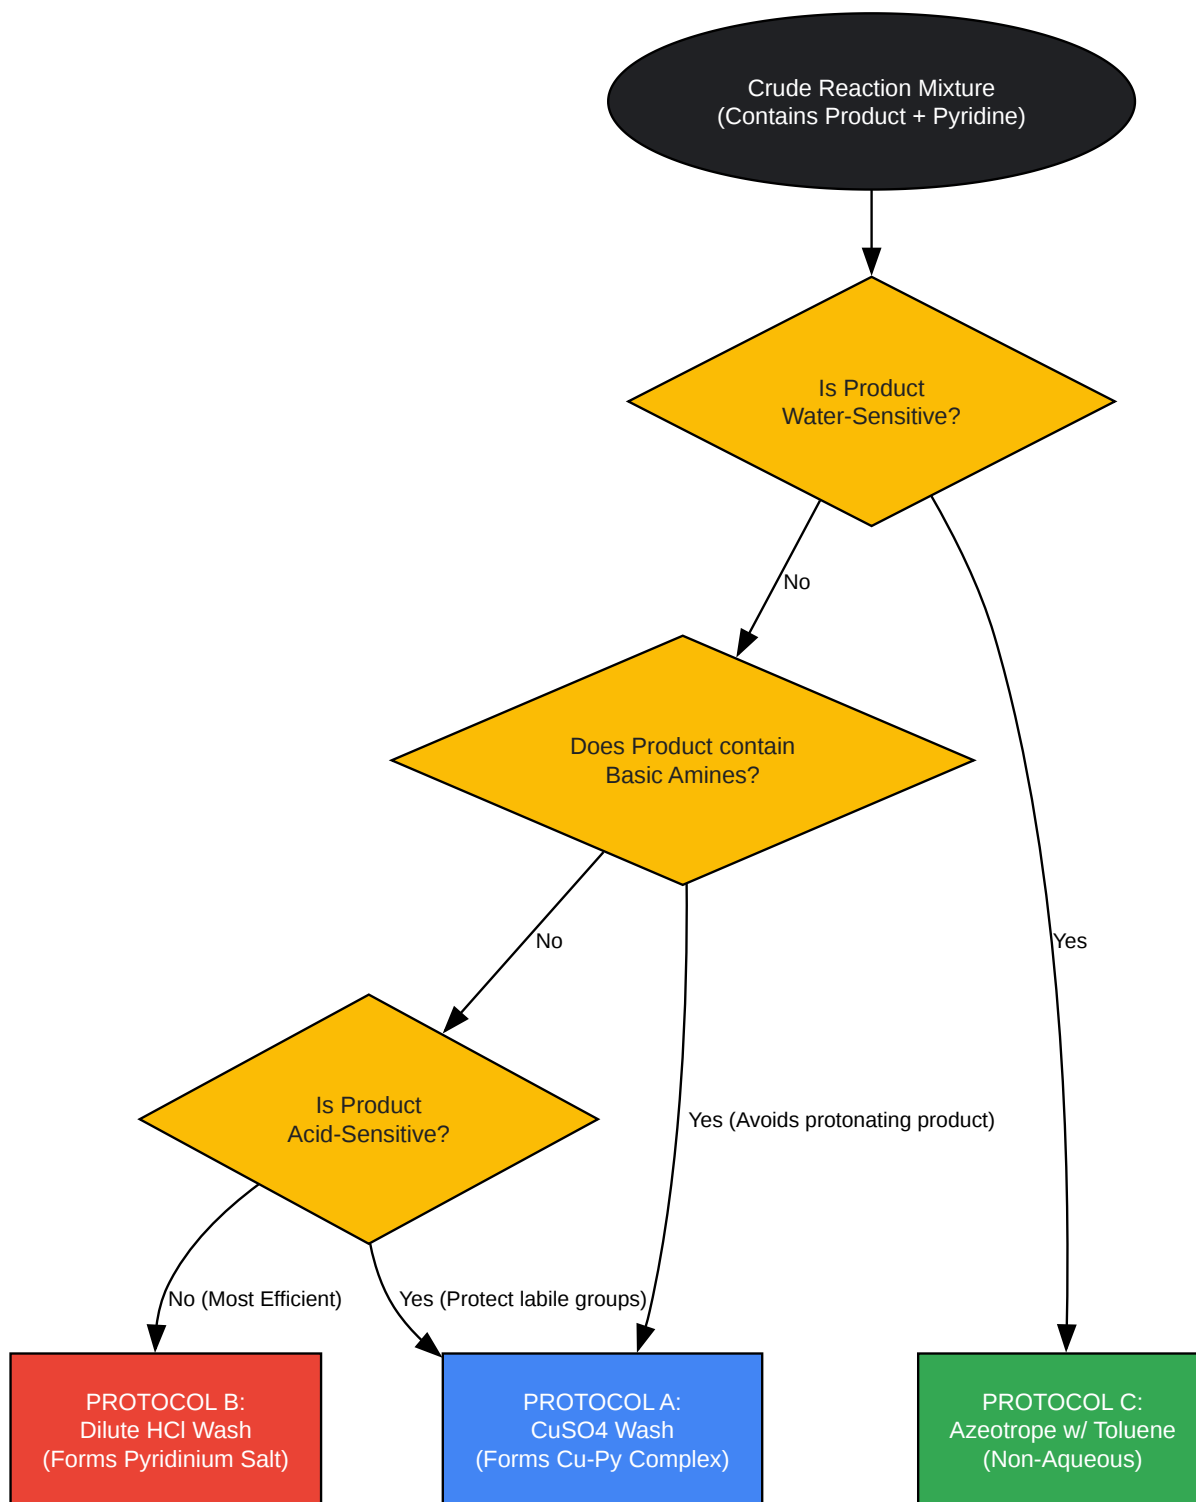 Crude Reaction Mixture
(Contains Product + Pyridine)
Is Product
Water-Sensitive?
No
Does Product contain
Basic Amines?
No
Yes
Is Product
Acid-Sensitive?
Yes (Avoids protonating product)
No (Most Efficient)
Yes (Protect labile groups)
PROTOCOL B:
Dilute HCl Wash
(Forms Pyridinium Salt)
PROTOCOL A:
CuSO4 Wash
(Forms Cu-Py Complex)
PROTOCOL C:
Azeotrope w/ Toluene
(Non-Aqueous)